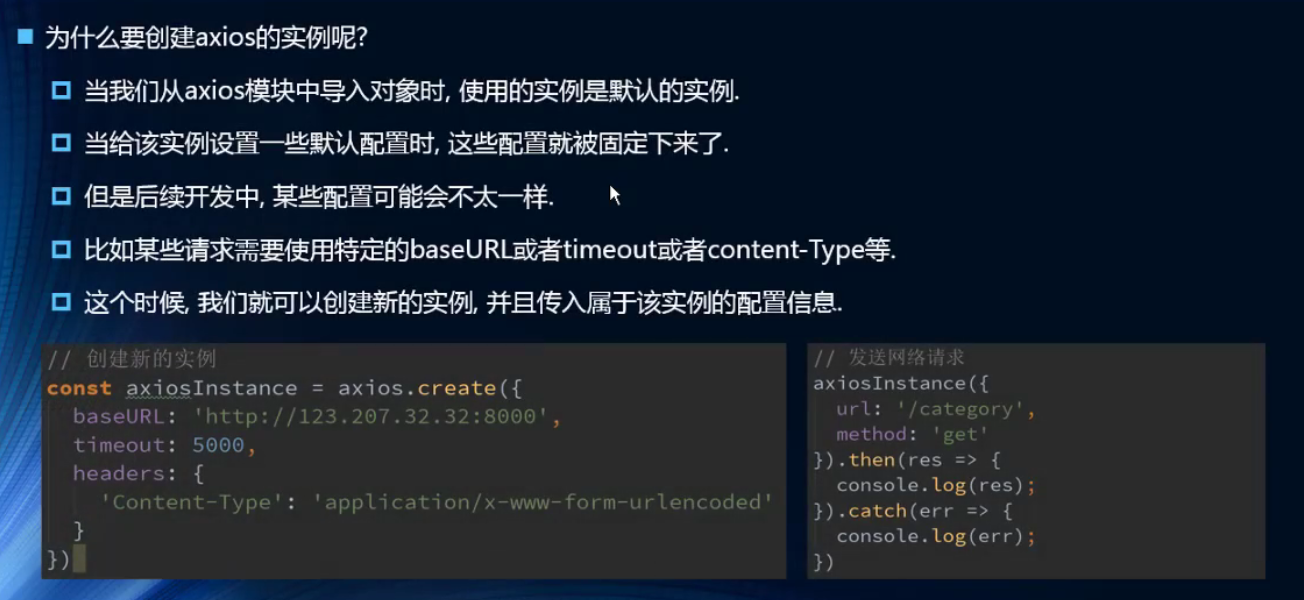 为什么要创建axios的实例呢?
当我们从axios模块中导入对象时, 使用的实例是默认的实例.
当给该实例设置一些默认配置时, 这些配置就被固定下来了.
但是后续开发中, 某些配置可能会不太一样.
比如某些请求需要使用特定的baseURL或者timeout或者content-Type等.
这个时候, 我们就可以创建新的实例, 并且传入属于该实例的配置信息.
// 创建新的实例
const axiosInstance = axios.create({
  baseURL: 'http://123.207.32.32:8000',
  timeout: 5000,
  headers: {
    'Content-Type': 'application/x-www-form-urlencoded'
  }
})
// 发送网络请求
axiosInstance({
  url: '/category',
  method: 'get'
}).then(res => {
  console.log(res);
}).catch(err => {
  console.log(err);
})